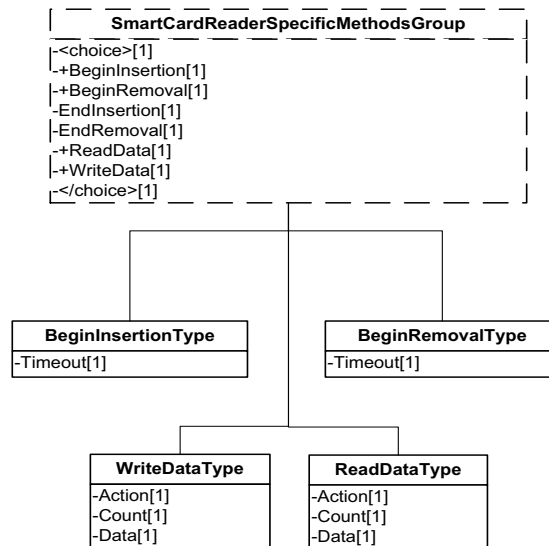 SmartCardReaderSpecificMethodsGroup
-<choice>[1]
-+BeginInsertion[1]
-+BeginRemoval[1]
-EndInsertion[1]
-EndRemoval[1]
-+ReadData[1]
-+WriteData[1]
-</choice>[1]
BeginInsertionType
-Timeout[1]
BeginRemovalType
-Timeout[1]
WriteDataType
-Action[1]
-Count[1]
-Data[1]
ReadDataType
-Action[1]
-Count[1]
-Data[1]